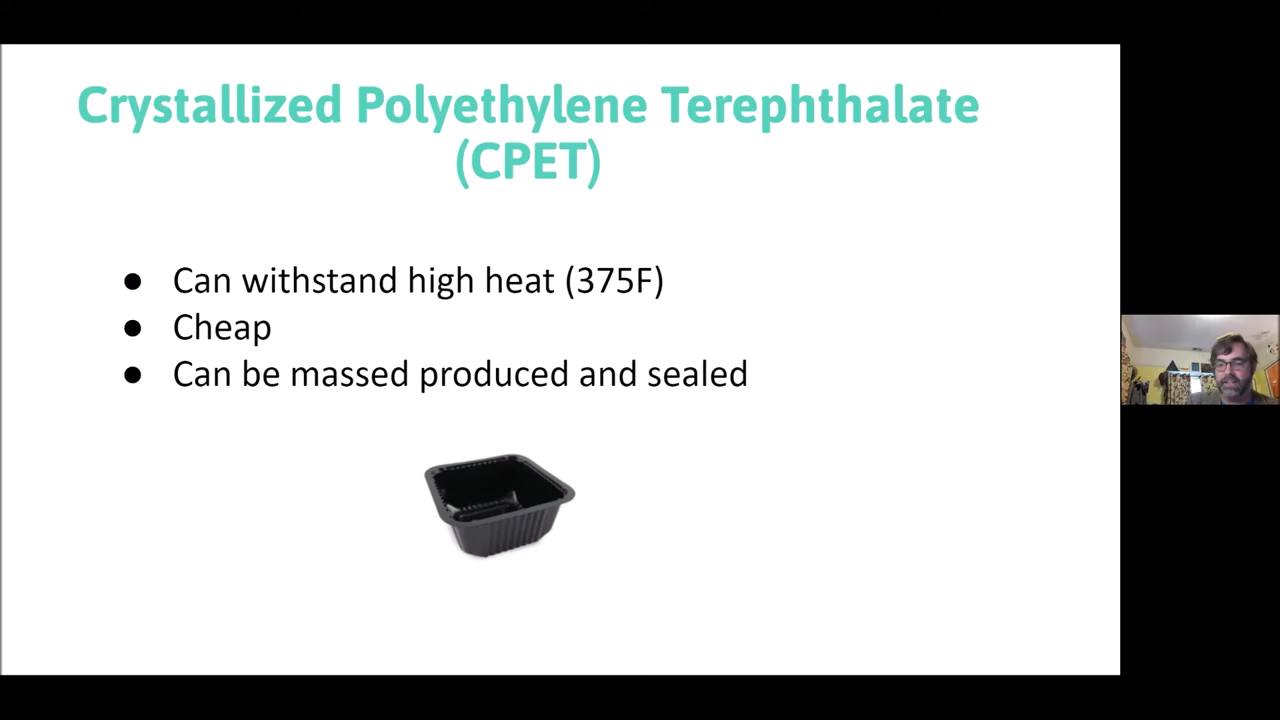 Crystallized Polyethylene Terephthalate
(CPET)
● Can withstand high heat (375F)
● Cheap
● Can be massed produced and sealed